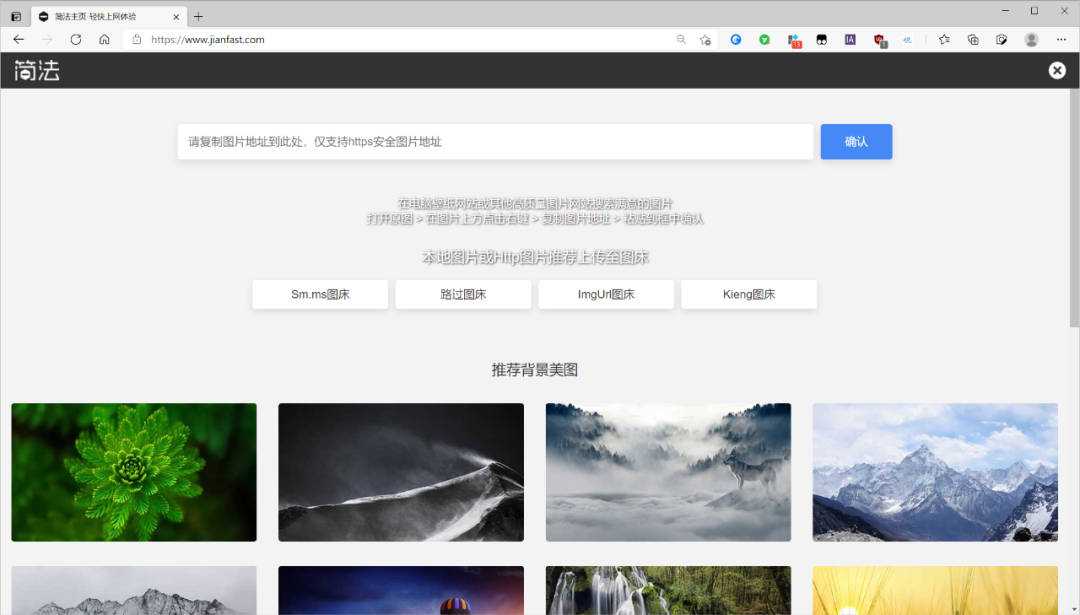 简法主页·轻快上网体验
https://www.jianfast.com
13
IA
1
简法
请复制图片地址到此处，仅支持https安全图片地址
确认
在电脑壁纸网站或其他高质量图片网站搜索满意的图片
打开原图 > 在图片上方点击右键 > 复制图片地址 > 粘贴到框中确认
本地图片或Http图片推荐上传至图床
Sm.ms图床
路过图床
ImgUrl图床
Kieng图床
推荐背景美图